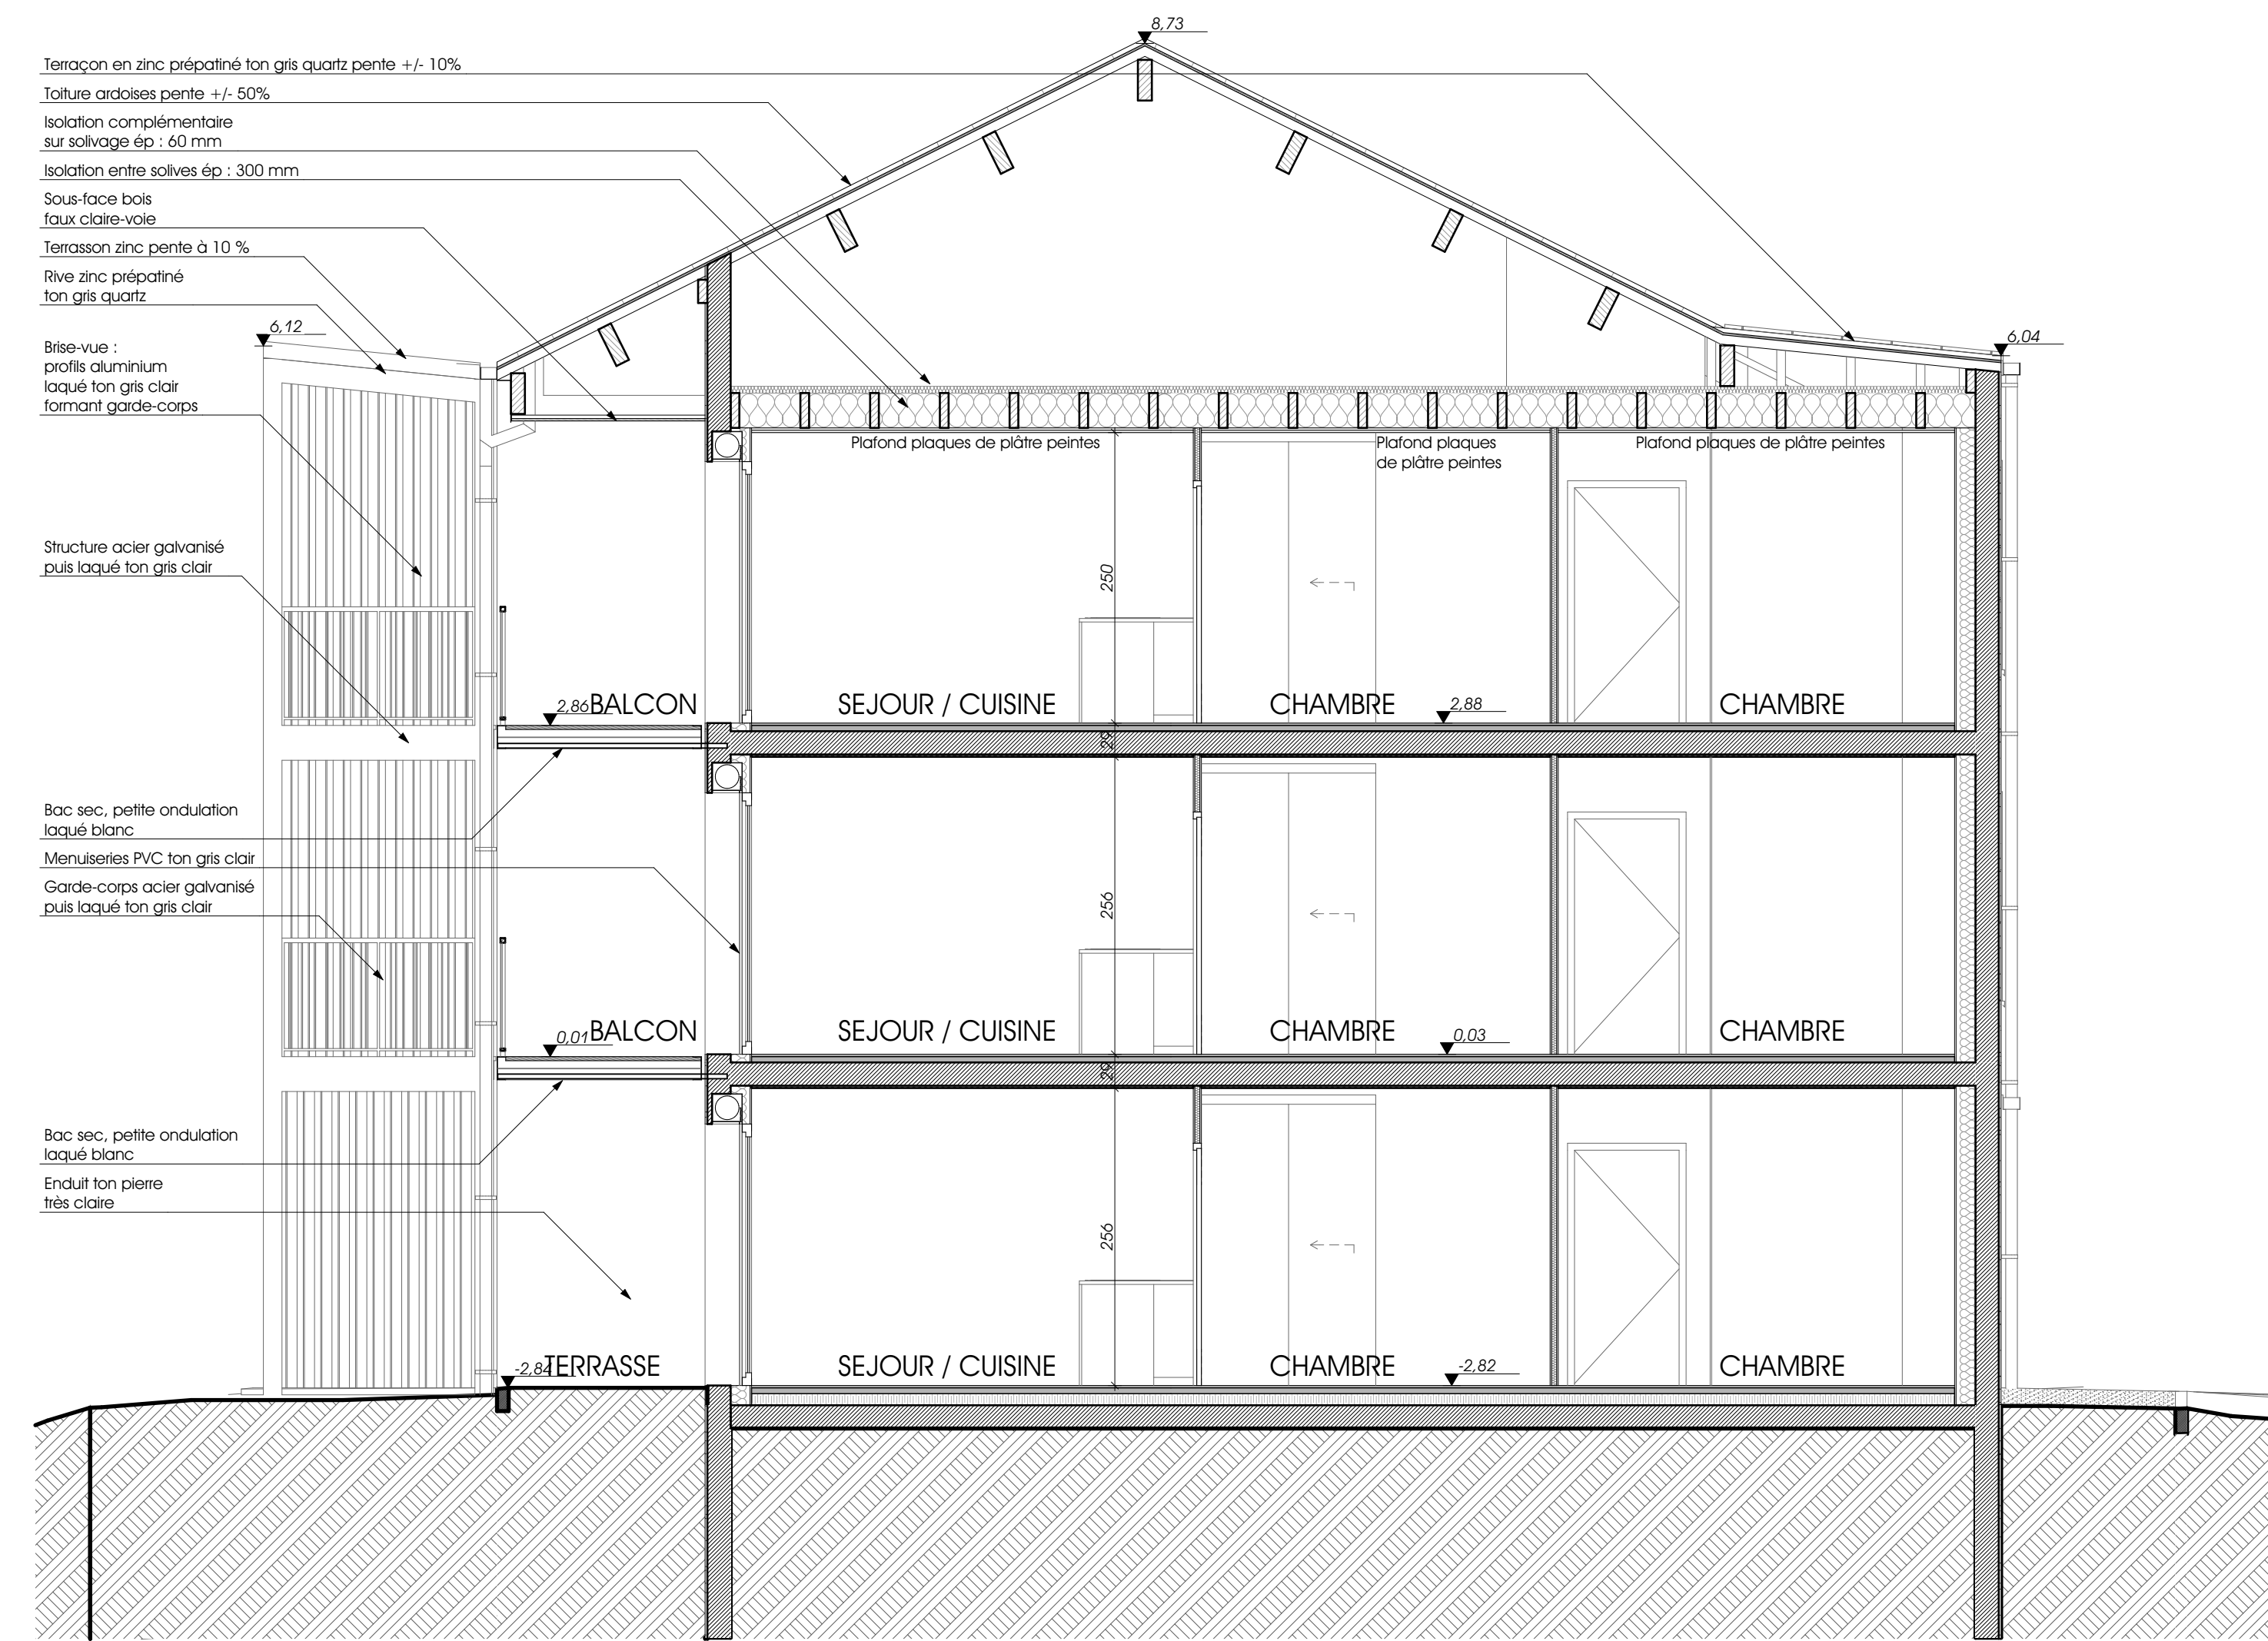 8,73
Terraçon en zinc prépatiné ton gris quartz pente +/- 10%
Toiture ardoises pente +/- 50%
Isolation complémentaire
sur solivage ép : 60 mm
Isolation entre solives ép : 300 mm
Sous-face bois
faux claire-voie
Terrasson zinc pente à 10 %
Rive zinc prépatiné
ton gris quartz
6,12
6,04
Brise-vue :
profils aluminium
laqué ton gris clair
formant garde-corps
Plafond plaques de plâtre peintes
Plafond plaques
de plâtre peintes
Plafond plaques de plâtre peintes
Structure acier galvanisé
puis laqué ton gris clair
250
2,86 BALCON
SEJOUR / CUISINE
CHAMBRE
2,88
CHAMBRE
29
Bac sec, petite ondulation
laqué blanc
Menuiseries PVC ton gris clair
Garde-corps acier galvanisé
puis laqué ton gris clair
256
0,01 BALCON
SEJOUR / CUISINE
CHAMBRE
0,03
CHAMBRE
29
Bac sec, petite ondulation
laqué blanc
Enduit ton pierre
très claire
256
-2,84 TERRASSE
SEJOUR / CUISINE
CHAMBRE
-2,82
CHAMBRE